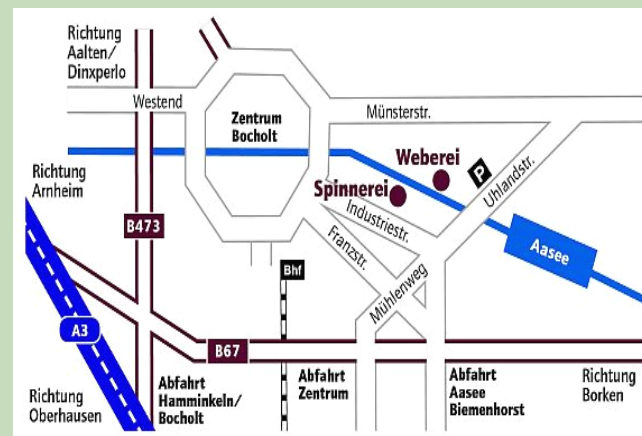 Richtung
Aalten/
Dinxperlo
Westend
Zentrum
Bocholt
Münsterstr.
Richtung
Arnheim
Weberei
Spinnerei
P
Uhlandstr.
Industriestr.
Franzstr.
B473
Aasee
Bhf
Mühlenweg
A3
B67
Richtung
Oberhausen
Abfahrt
Hamminkeln/
Bocholt
Abfahrt
Zentrum
Abfahrt
Aasee
Biemenhorst
Richtung
Borken